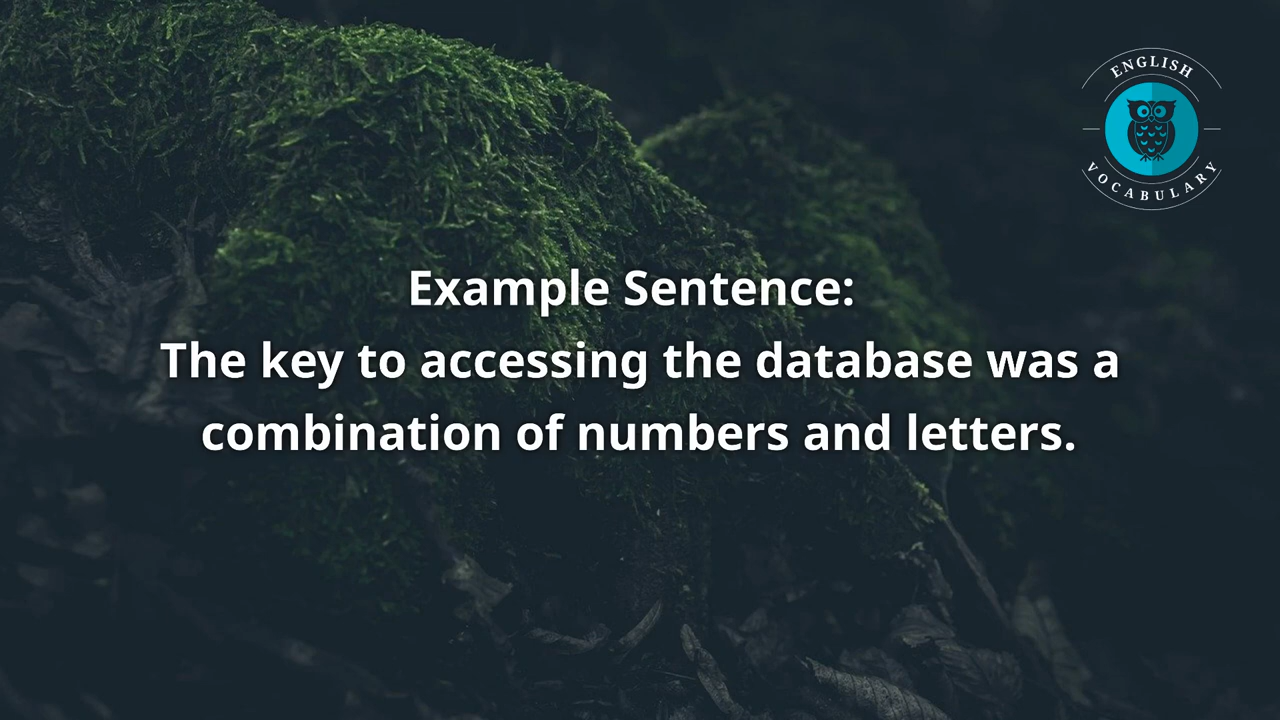 ENGLISH
VOCABULARY
Example Sentence:
The key to accessing the database was a
combination of numbers and letters.